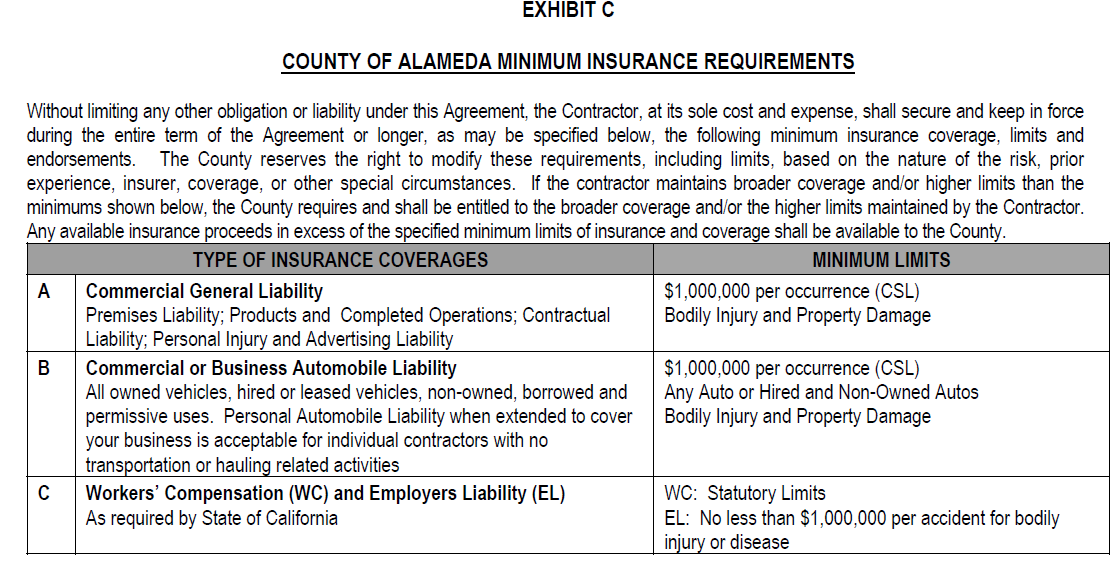 EXHIBIT C
COUNTY OF ALAMEDA MINIMUM INSURANCE REQUIREMENTS
Without limiting any other obligation or liability under this Agreement, the Contractor, at its sole cost and expense, shall secure and keep in force
during the entire term of the Agreement or longer, as may be specified below, the following minimum insurance coverage, limits and
endorsements. The County reserves the right to modify these requirements, including limits, based on the nature of the risk, prior
experience, insurer, coverage, or other special circumstances. If the contractor maintains broader coverage and/or higher limits than the
minimums shown below, the County requires and shall be entitled to the broader coverage and/or the higher limits maintained by the Contractor.
Any available insurance proceeds in excess of the specified minimum limits of insurance and coverage shall be available to the County.
TYPE OF INSURANCE COVERAGES MINIMUM LIMITS
A Commercial General Liability $1,000,000 per occurrence (CSL)
Premises Liability; Products and Completed Operations; Contractual Bodily Injury and Property Damage
Liability; Personal Injury and Advertising Liability
B Commercial or Business Automobile Liability $1,000,000 per occurrence (CSL)
All owned vehicles, hired or leased vehicles, non-owned, borrowed and Any Auto or Hired and Non-Owned Autos
permissive uses. Personal Automobile Liability when extended to cover Bodily Injury and Property Damage
your business is acceptable for individual contractors with no
transportation or hauling related activities
C Workers’ Compensation (WC) and Employers Liability (EL) WC: Statutory Limits
As required by State of California EL: No less than $1,000,000 per accident for bodily
injury or disease